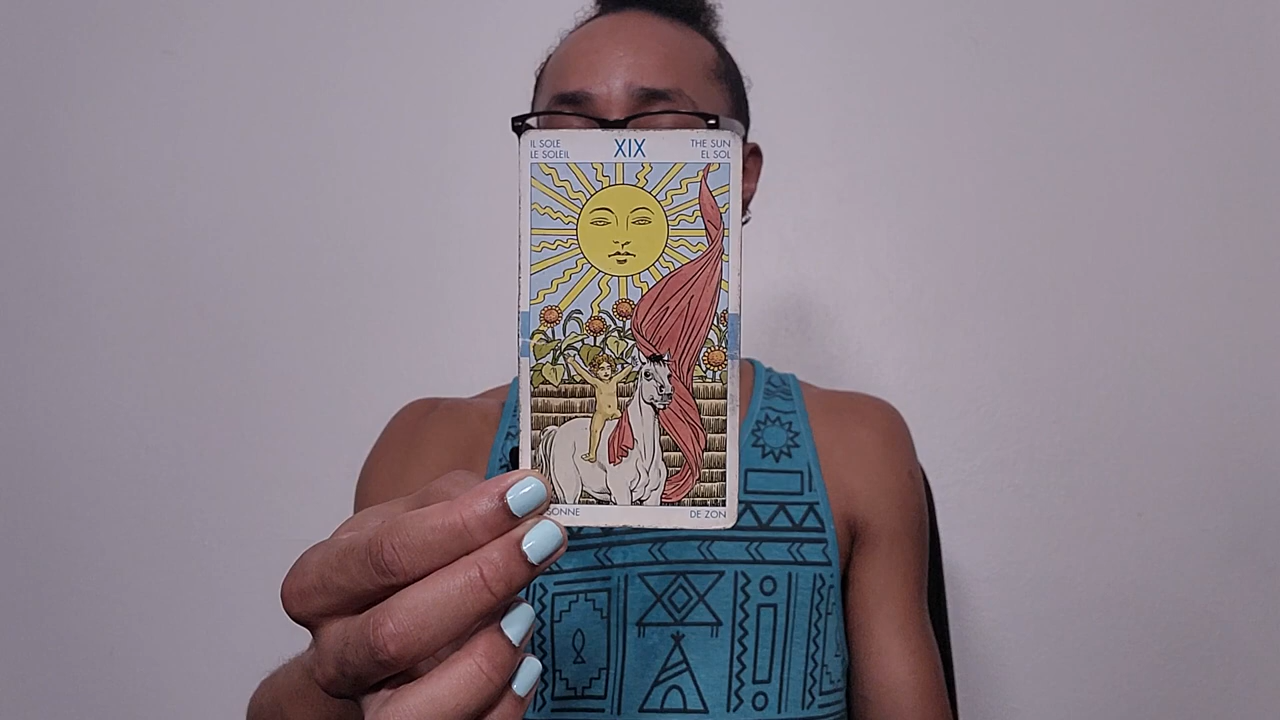 IL SOLE
LE SOLEIL
XIX
THE SUN
EL SOL
SONNE
DE ZON